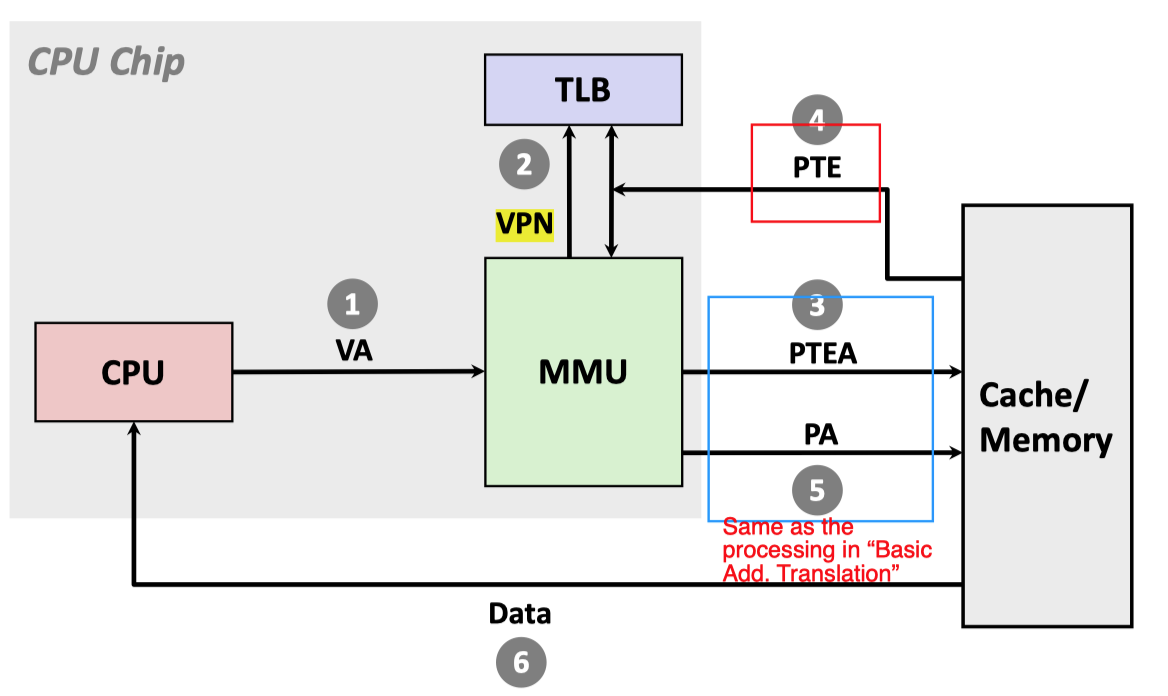 CPU Chip
TLB
4
PTE
2
VPN
1
VA
3
PTEA
CPU
MMU
Cache/
Memory
PA
5
Same as the
processing in “Basic
Add. Translation”
Data
6